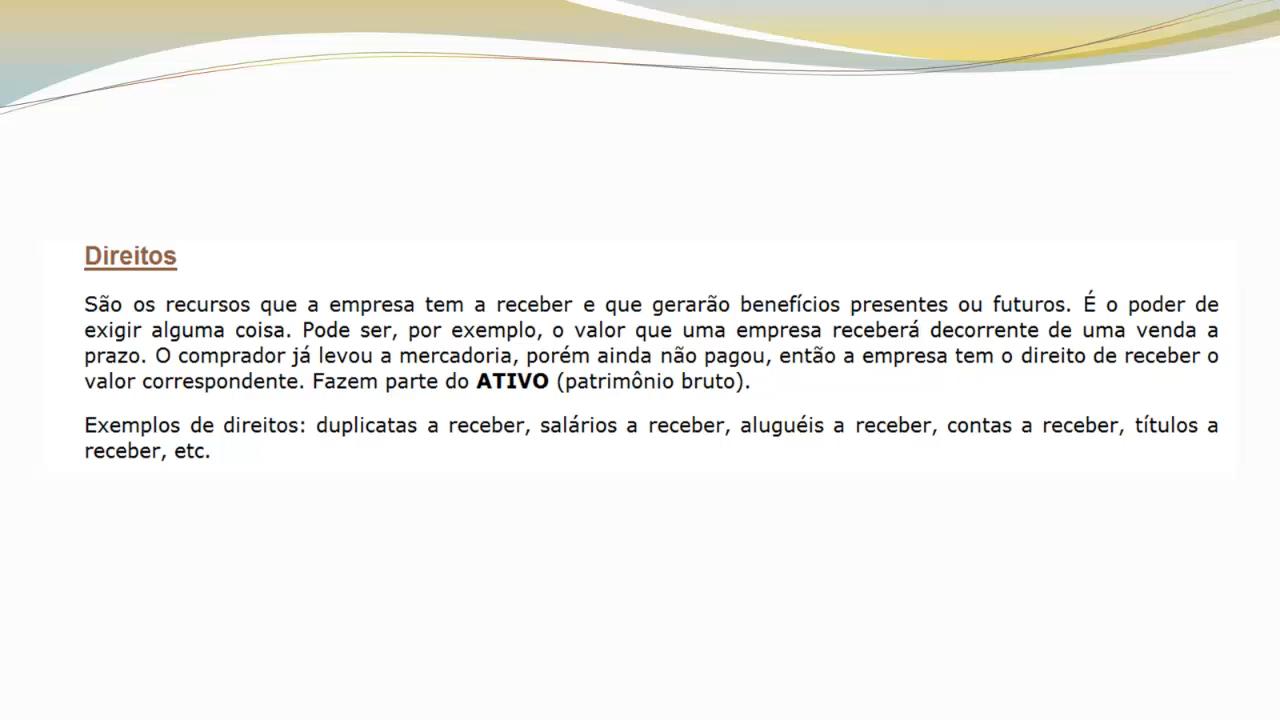 Direitos
São os recursos que a empresa tem a receber e que gerarão benefícios presentes ou futuros. É o poder de
exigir alguma coisa. Pode ser, por exemplo, o valor que uma empresa receberá decorrente de uma venda a
prazo. O comprador já levou a mercadoria, porém ainda não pagou, então a empresa tem o direito de receber o
valor correspondente. Fazem parte do ATIVO (patrimônio bruto).
Exemplos de direitos: duplicatas a receber, salários a receber, aluguéis a receber, contas a receber, títulos a
receber, etc.